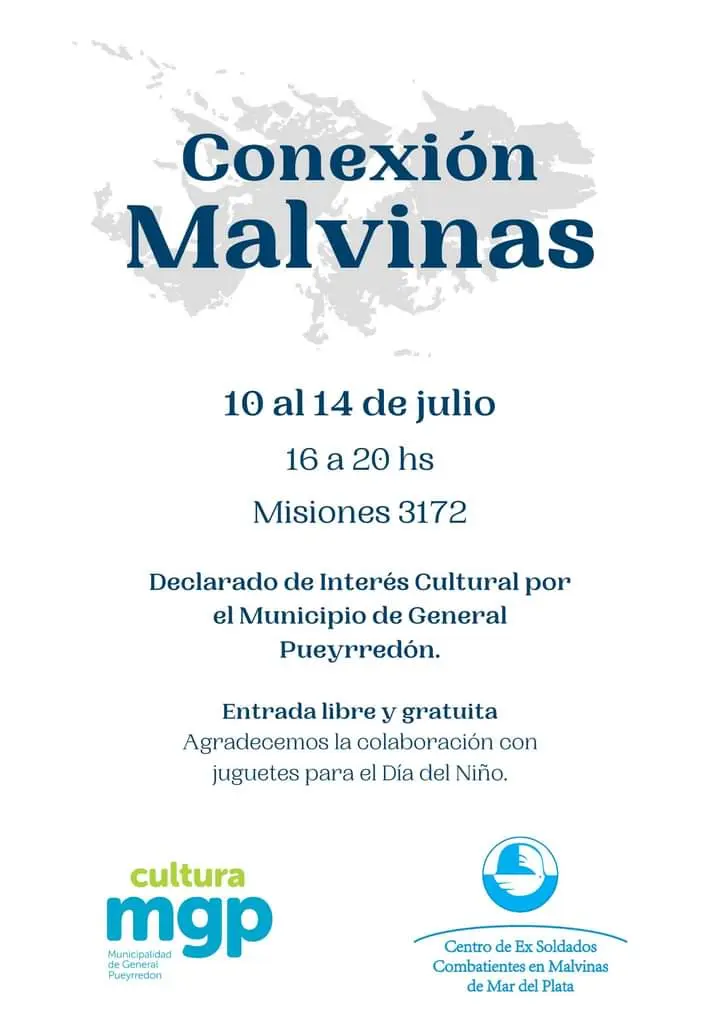 Conexión
Malvinas
10 al 14 de julio
16 a 20 hs
Misiones 3172
Declarado de Interés Cultural por
el Municipio de General
Pueyrredón.
Entrada libre y gratuita
Agradecemos la colaboración con
juguetes para el Día del Niño.
cultura
mgp
Municipalidad
de General
Pueyrredon
Centro de Ex Soldados
Combatientes en Malvinas
de Mar del Plata